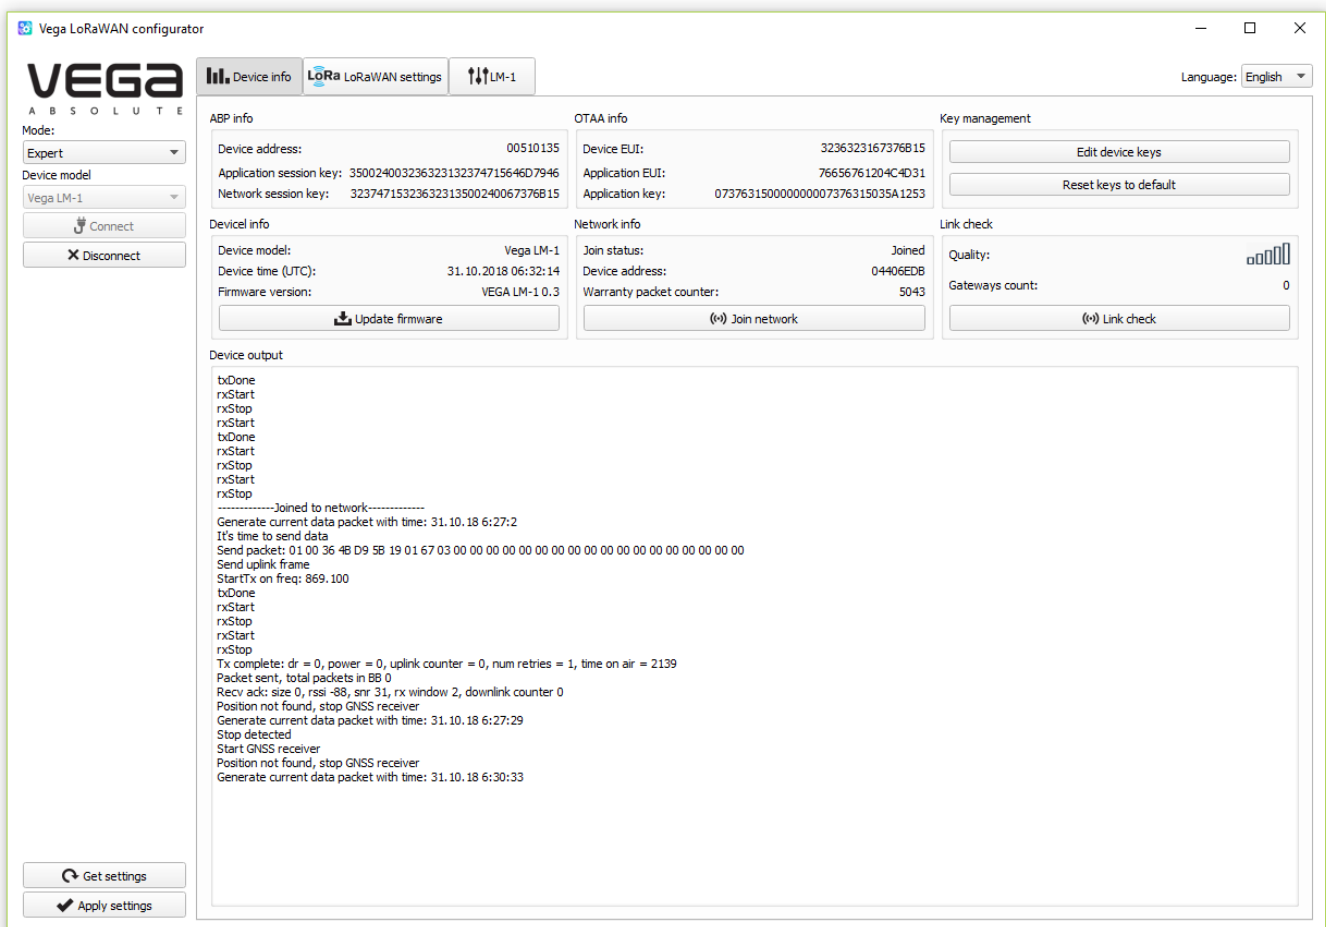 Vega LoRaWAN configurator
VEGA
ABSOLUTE
Mode:
Expert
Device model
Vega LM-1
Connect
Disconnect
Device info
LoRa LoRaWAN settings
LM-1
Language: English
ABP info
Device address: 00510135
Application session key: 3500240032363231323747156 46D7946
Network session key: 3237471532363231350024006737 6B15
OTAA info
Device EUI: 3236323167376B15
Application EUI: 76656761204C4D31
Application key: 073763150000000007376315035A1253
Key management
Edit device keys
Reset keys to default
Devicel info
Device model: Vega LM-1
Device time (UTC): 31.10.2018 06:32:14
Firmware version: VEGA LM-1 0.3
Update firmware
Network info
Join status: Joined
Device address: 04406EDB
Warranty packet counter: 5043
Join network
Link check
Quality:
Gateways count: 0
Link check
Device output
txDone
rxStart
rxStop
rxStart
txDone
rxStart
rxStop
rxStart
rxStop
-------------Joined to network-------------
Generate current data packet with time: 31.10.18 6:27:2
It's time to send data
Send packet: 01 00 36 4B D9 5B 19 01 67 03 00 00 00 00 00 00 00 00 00 00 00 00 00 00 00 00 00 00
Send uplink frame
StartTx on freq: 869.100
txDone
rxStart
rxStop
rxStart
rxStop
Tx complete: dr = 0, power = 0, uplink counter = 0, num retries = 1, time on air = 2139
Packet sent, total packets in BB 0
Recv ack: size 0, rssi -88, snr 31, rx window 2, downlink counter 0
Position not found, stop GNSS receiver
Generate current data packet with time: 31.10.18 6:27:29
Stop detected
Start GNSS receiver
Position not found, stop GNSS receiver
Generate current data packet with time: 31.10.18 6:30:33
Get settings
Apply settings